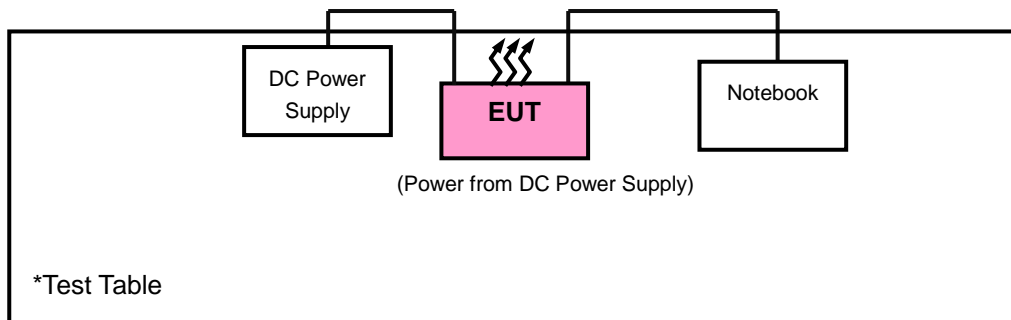 DC Power
Supply
EUT
Notebook
(Power from DC Power Supply)
*Test Table